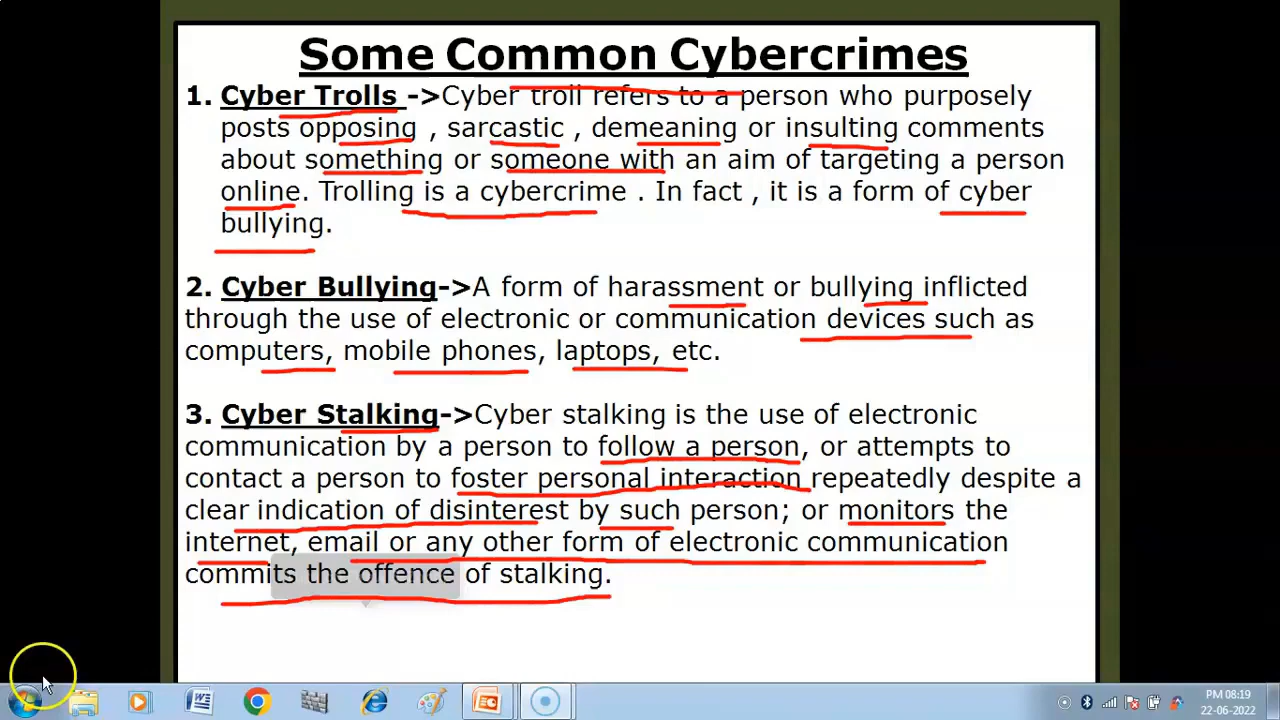 Some Common Cybercrimes
1. Cyber Trolls ->Cyber troll refers to a person who purposely
posts opposing , sarcastic , demeaning or insulting comments
about something or someone with an aim of targeting a person
online. Trolling is a cybercrime . In fact , it is a form of cyber
bullying.
2. Cyber Bullying->A form of harassment or bullying inflicted
through the use of electronic or communication devices such as
computers, mobile phones, laptops, etc.
3. Cyber Stalking->Cyber stalking is the use of electronic
communication by a person to follow a person, or attempts to
contact a person to foster personal interaction repeatedly despite a
clear indication of disinterest by such person; or monitors the
internet, email or any other form of electronic communication
commits the offence of stalking.
PM 08:19
22-06-2022